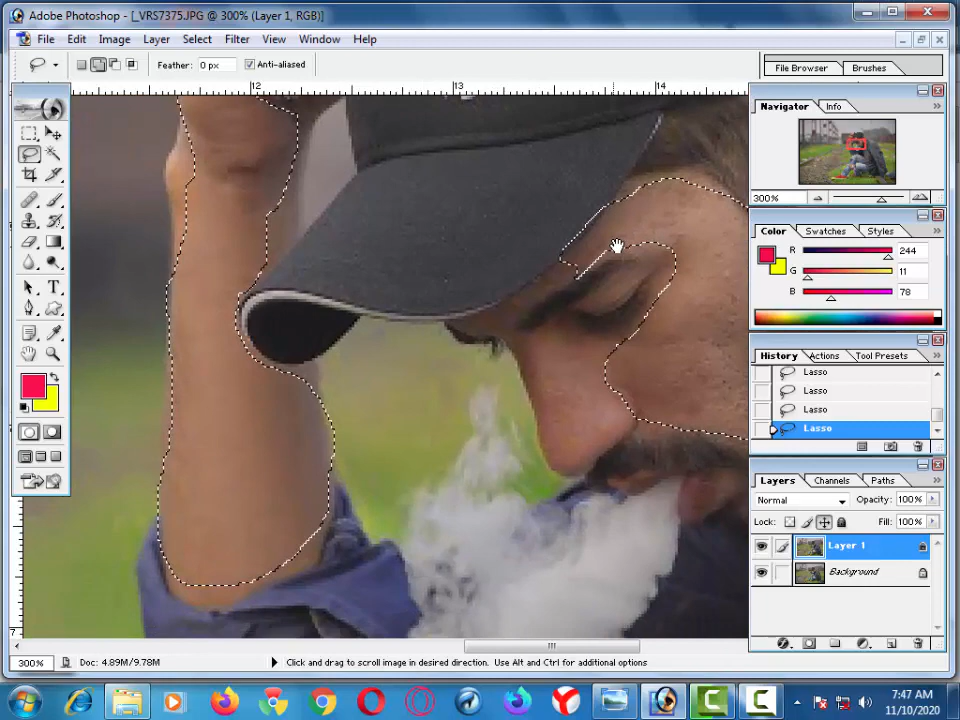 Adobe Photoshop - [_VRS7375.JPG @ 300% (Layer 1, RGB)]
File Edit Image Layer Select Filter View Window Help
Feather: 0 px Anti-aliased
File Browser Brushes
12 13 14
Navigator Info
300%
Color Swatches Styles
R 244
G 11
B 78
History Actions Tool Presets
Lasso
Lasso
Lasso
Lasso
Layers Channels Paths
Normal Opacity: 100%
Lock: Fill: 100%
Layer 1
Background
7
300% Doc: 4.89M/9.78M Click and drag to scroll image in desired direction. Use Alt and Ctrl for additional options
7:47 AM
11/10/2020